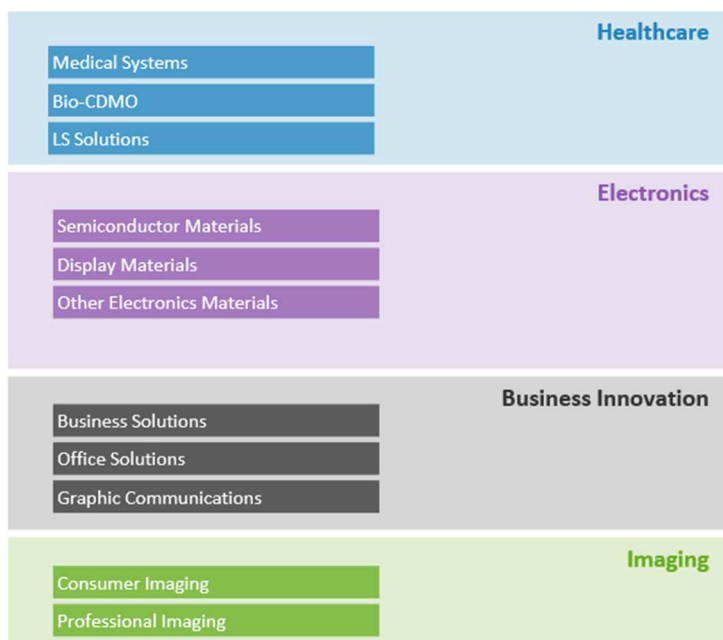 Healthcare
Medical Systems
Bio-CDMO
LS Solutions
Electronics
Semiconductor Materials
Display Materials
Other Electronics Materials
Business Innovation
Business Solutions
Office Solutions
Graphic Communications
Imaging
Consumer Imaging
Professional Imaging